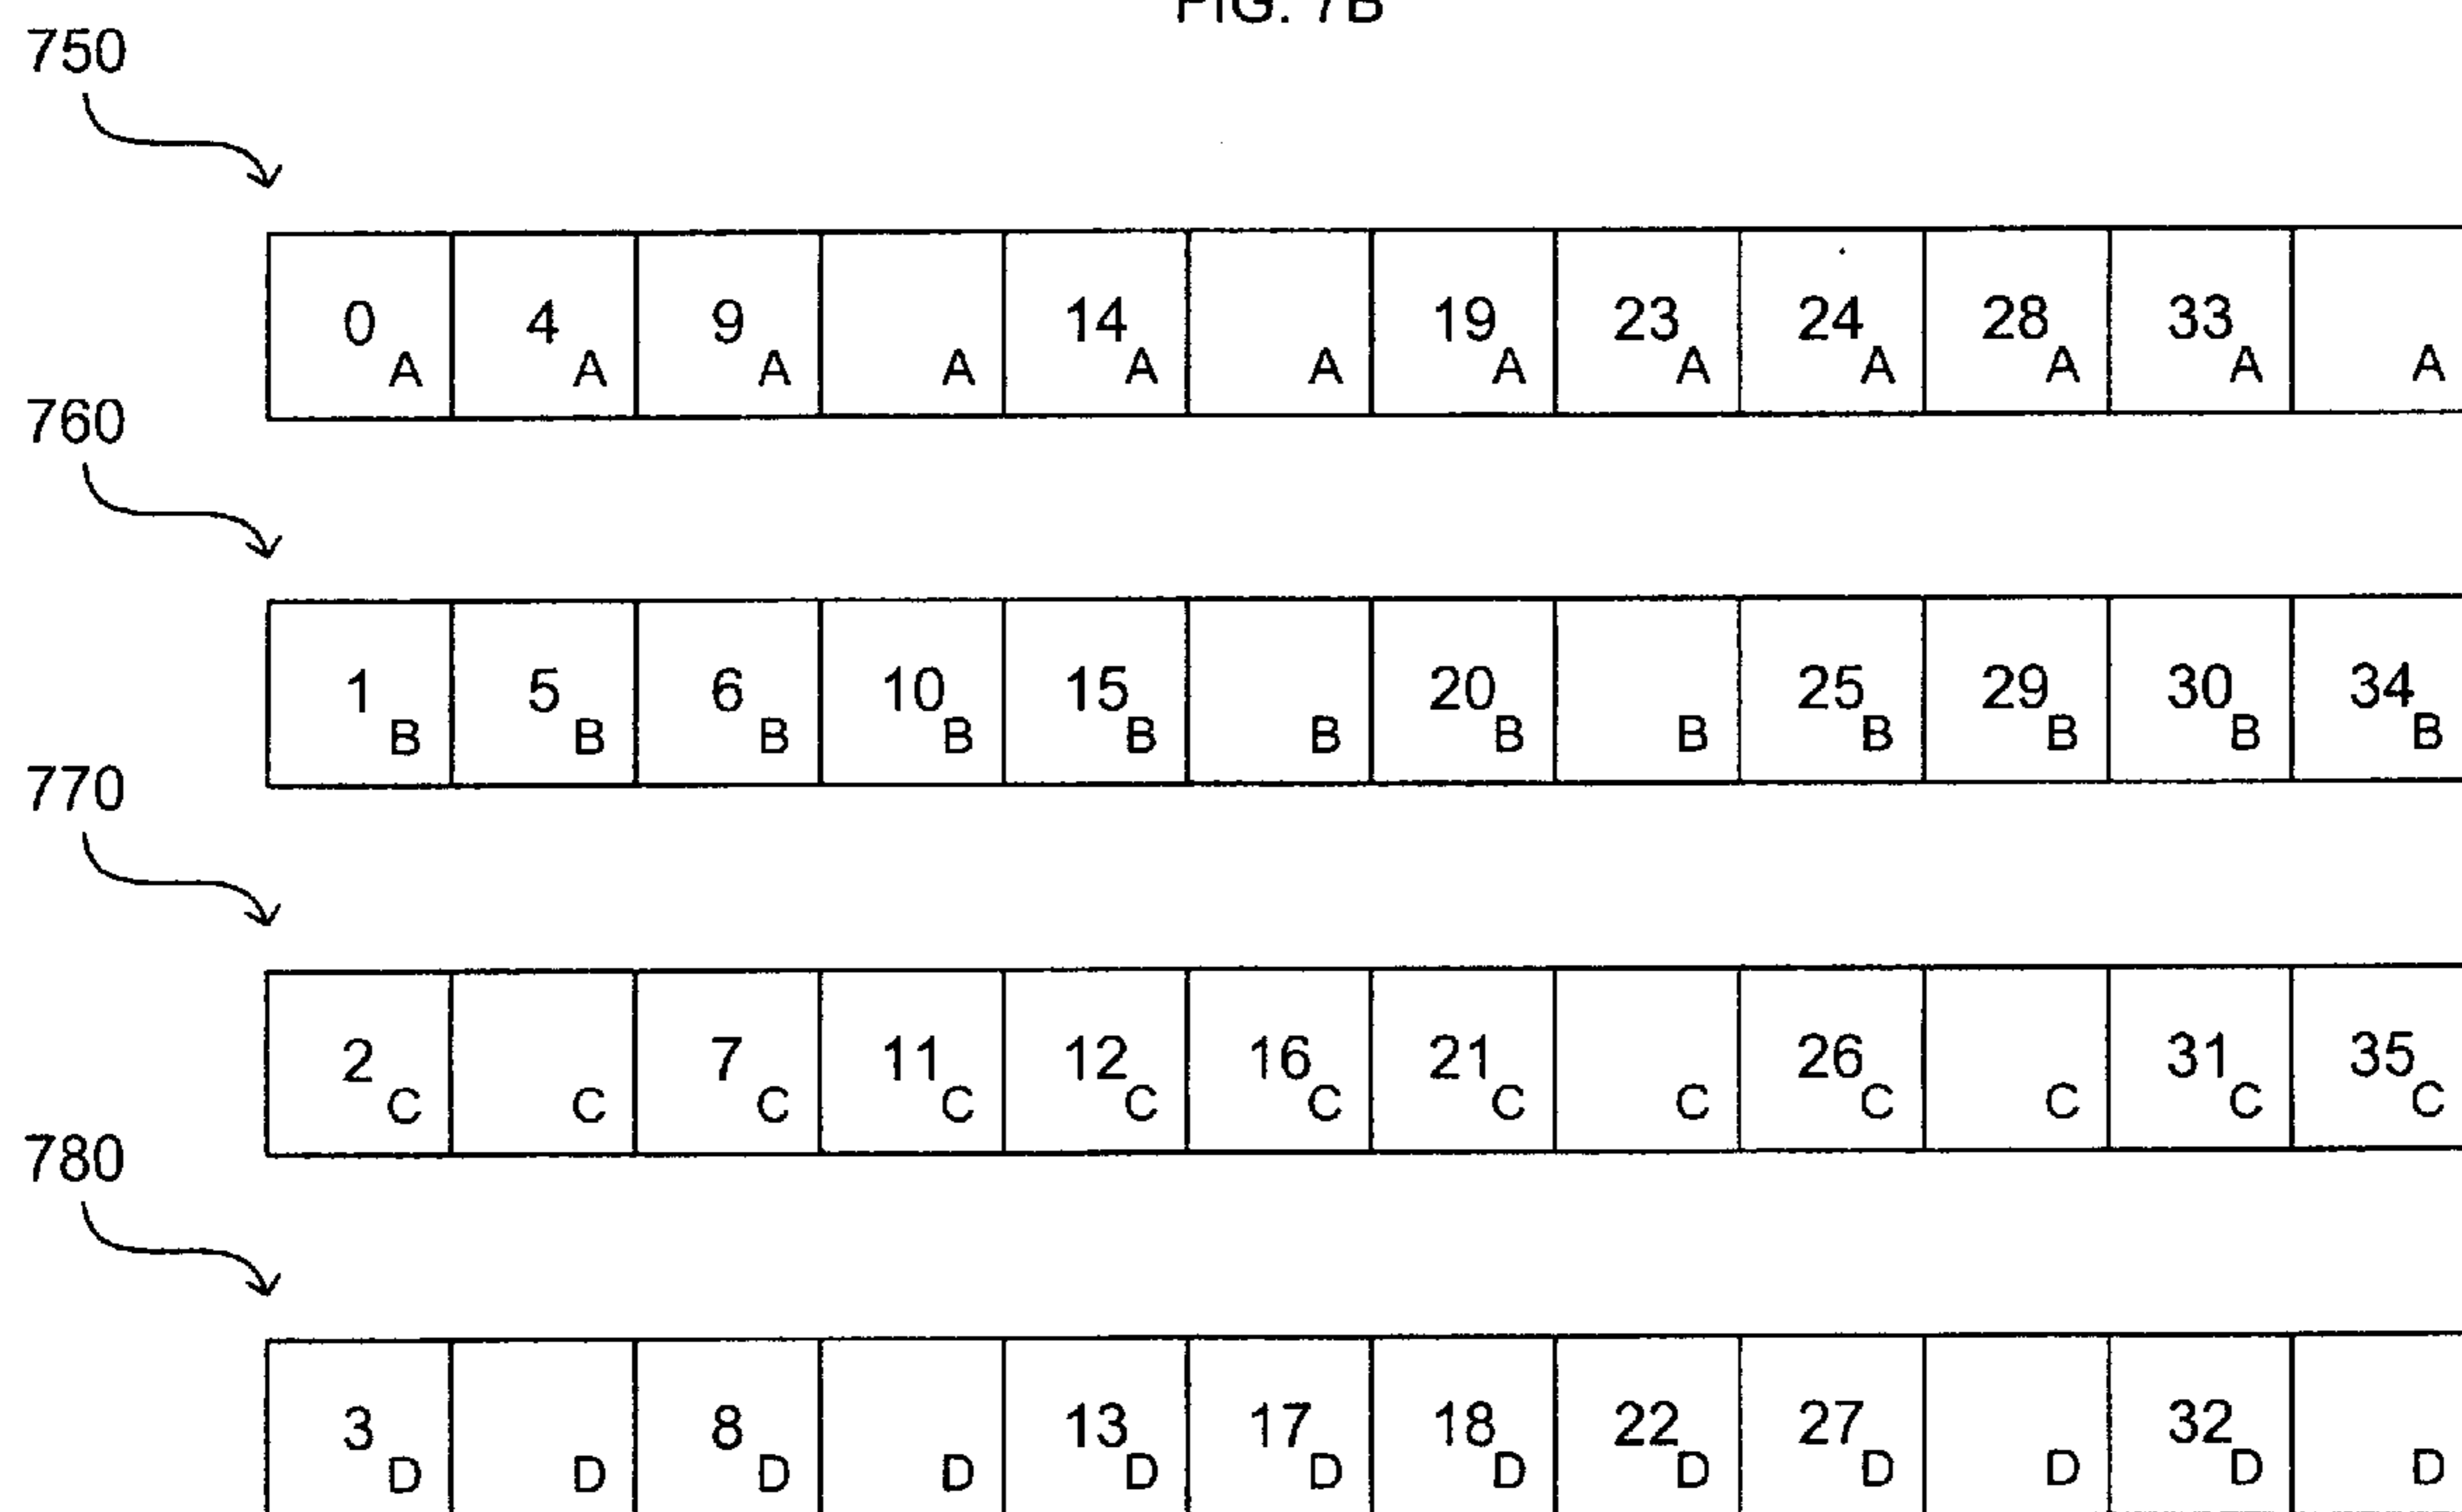 FIG. 7B
750
0 A 4 A 9 A A 14 A A 19 A 23 A 24 A 28 A 33 A A
760
1 B 5 B 6 B 10 B 15 B B 20 B B 25 B 29 B 30 B 34 B
770
2 C C 7 C 11 C 12 C 16 C 21 C C 26 C C 31 C 35 C
780
3 D D 8 D D 13 D 17 D 18 D 22 D 27 D D 32 D D